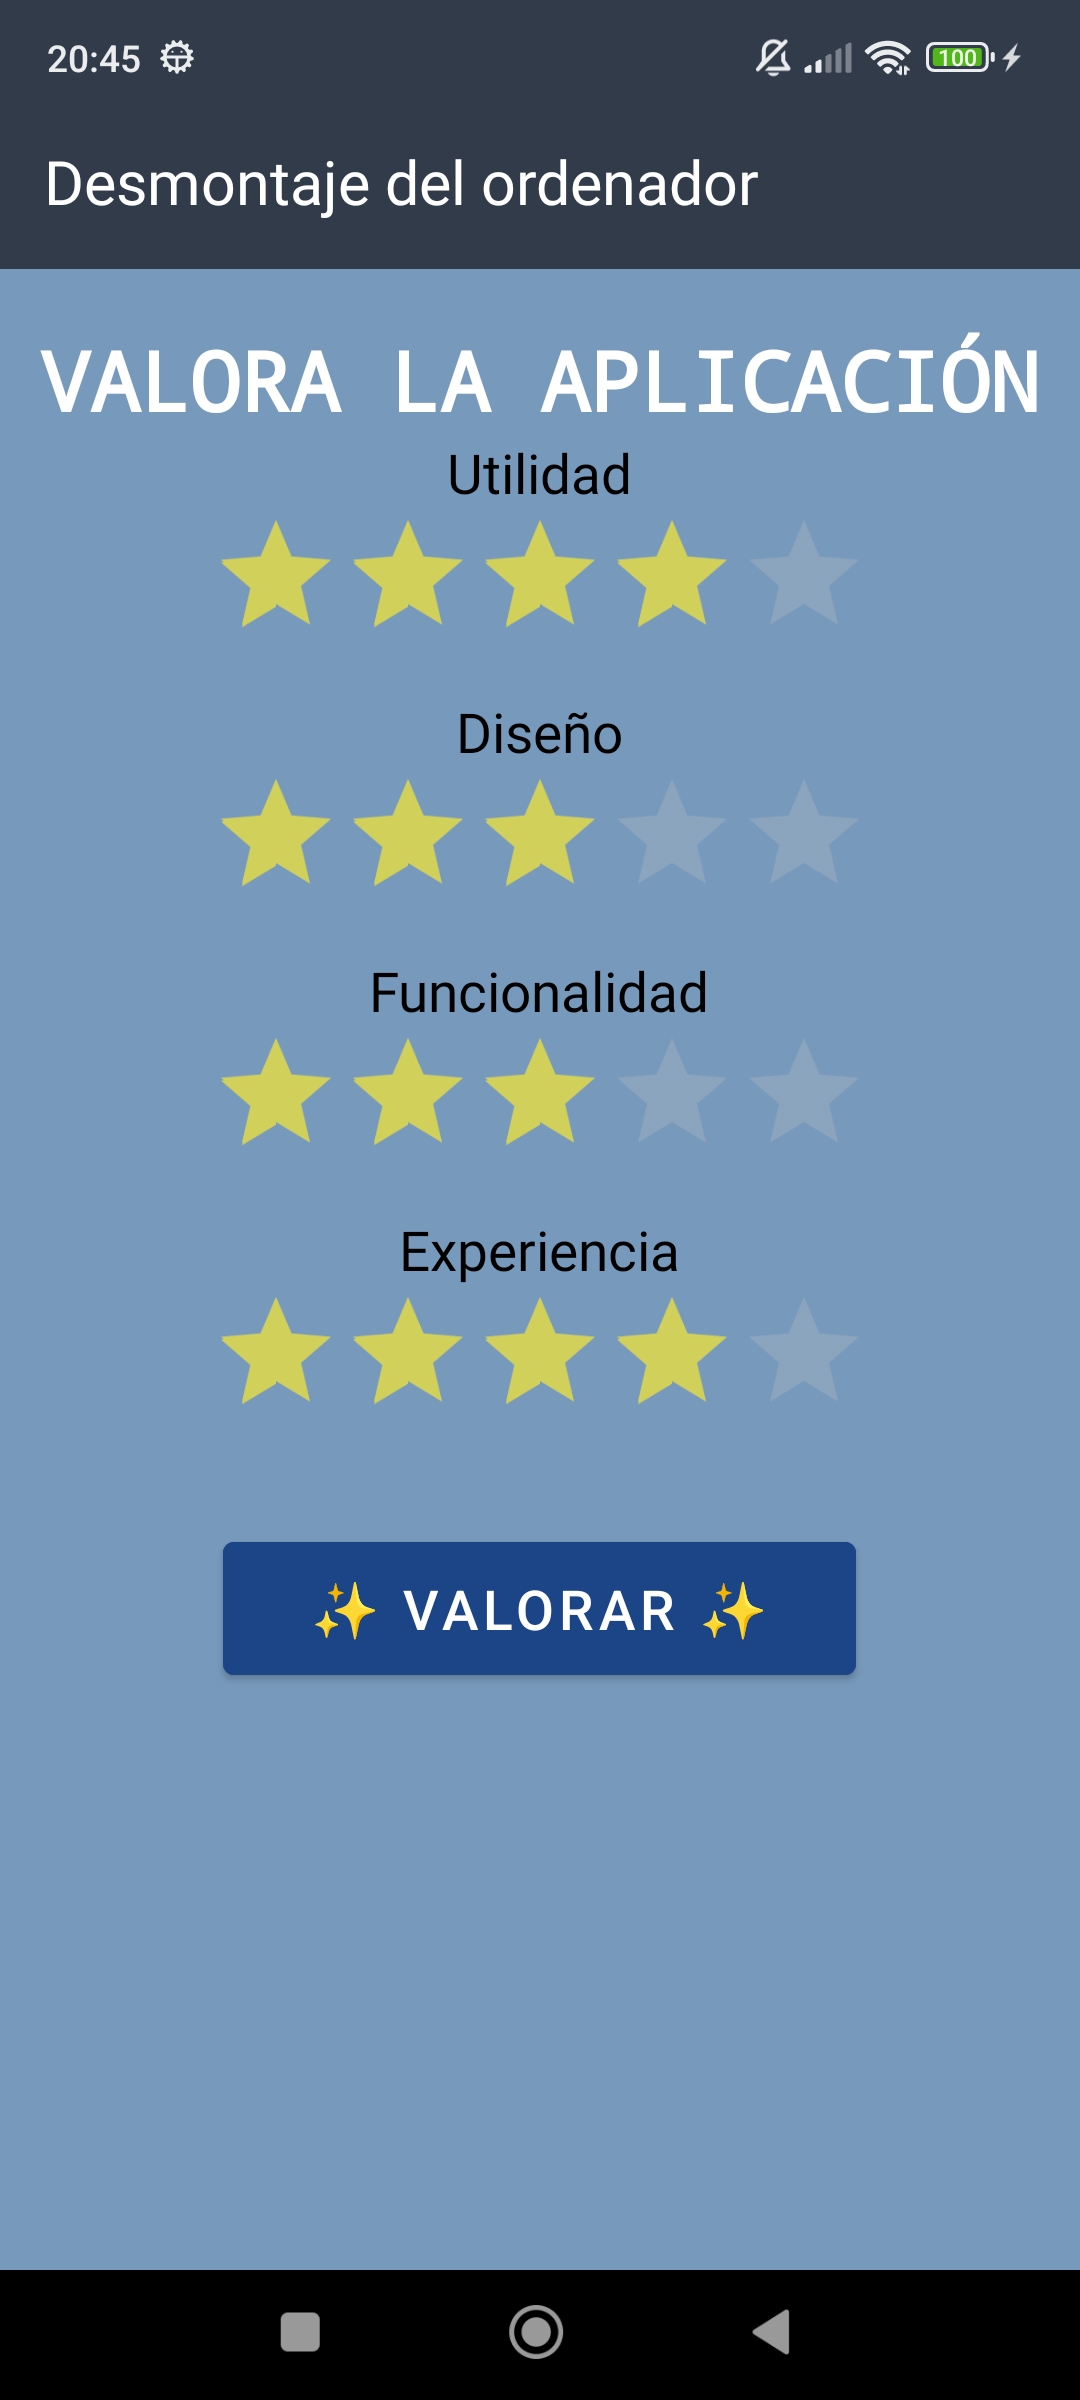 20:45 100
Desmontaje del ordenador
VALORA LA APLICACIÓN
Utilidad
Diseño
Funcionalidad
Experiencia
✨ VALORAR ✨